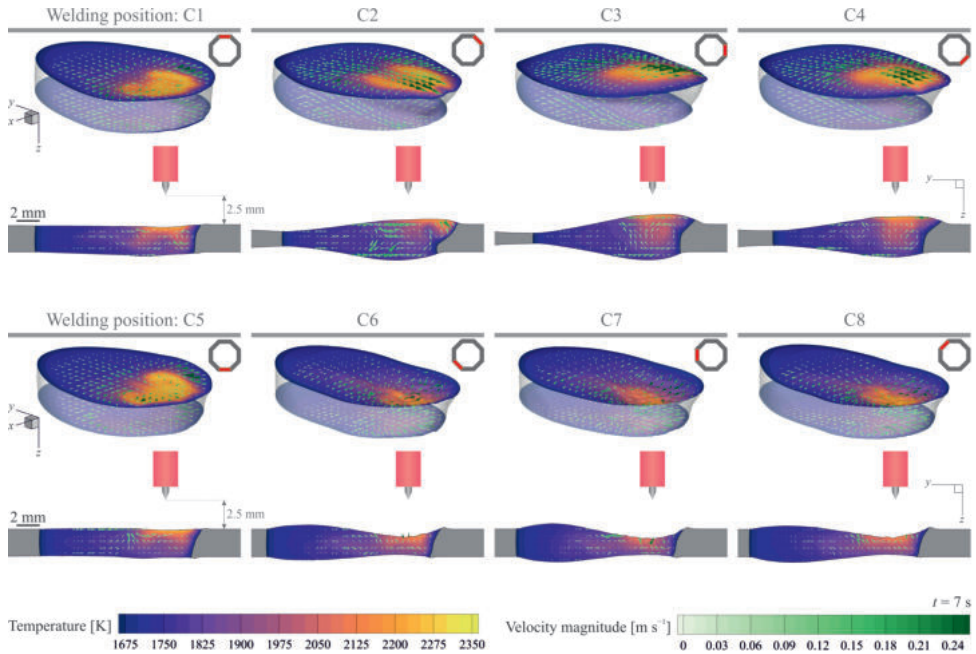 Welding position: C1 C2 C3 C4
y
x
z
2.5 mm
2 mm
y
z
Welding position: C5 C6 C7 C8
y
x
z
2.5 mm
2 mm
y
z
t = 7 s
Temperature [K]
1675 1750 1825 1900 1975 2050 2125 2200 2275 2350
Velocity magnitude [m s⁻¹]
0 0.03 0.06 0.09 0.12 0.15 0.18 0.21 0.24